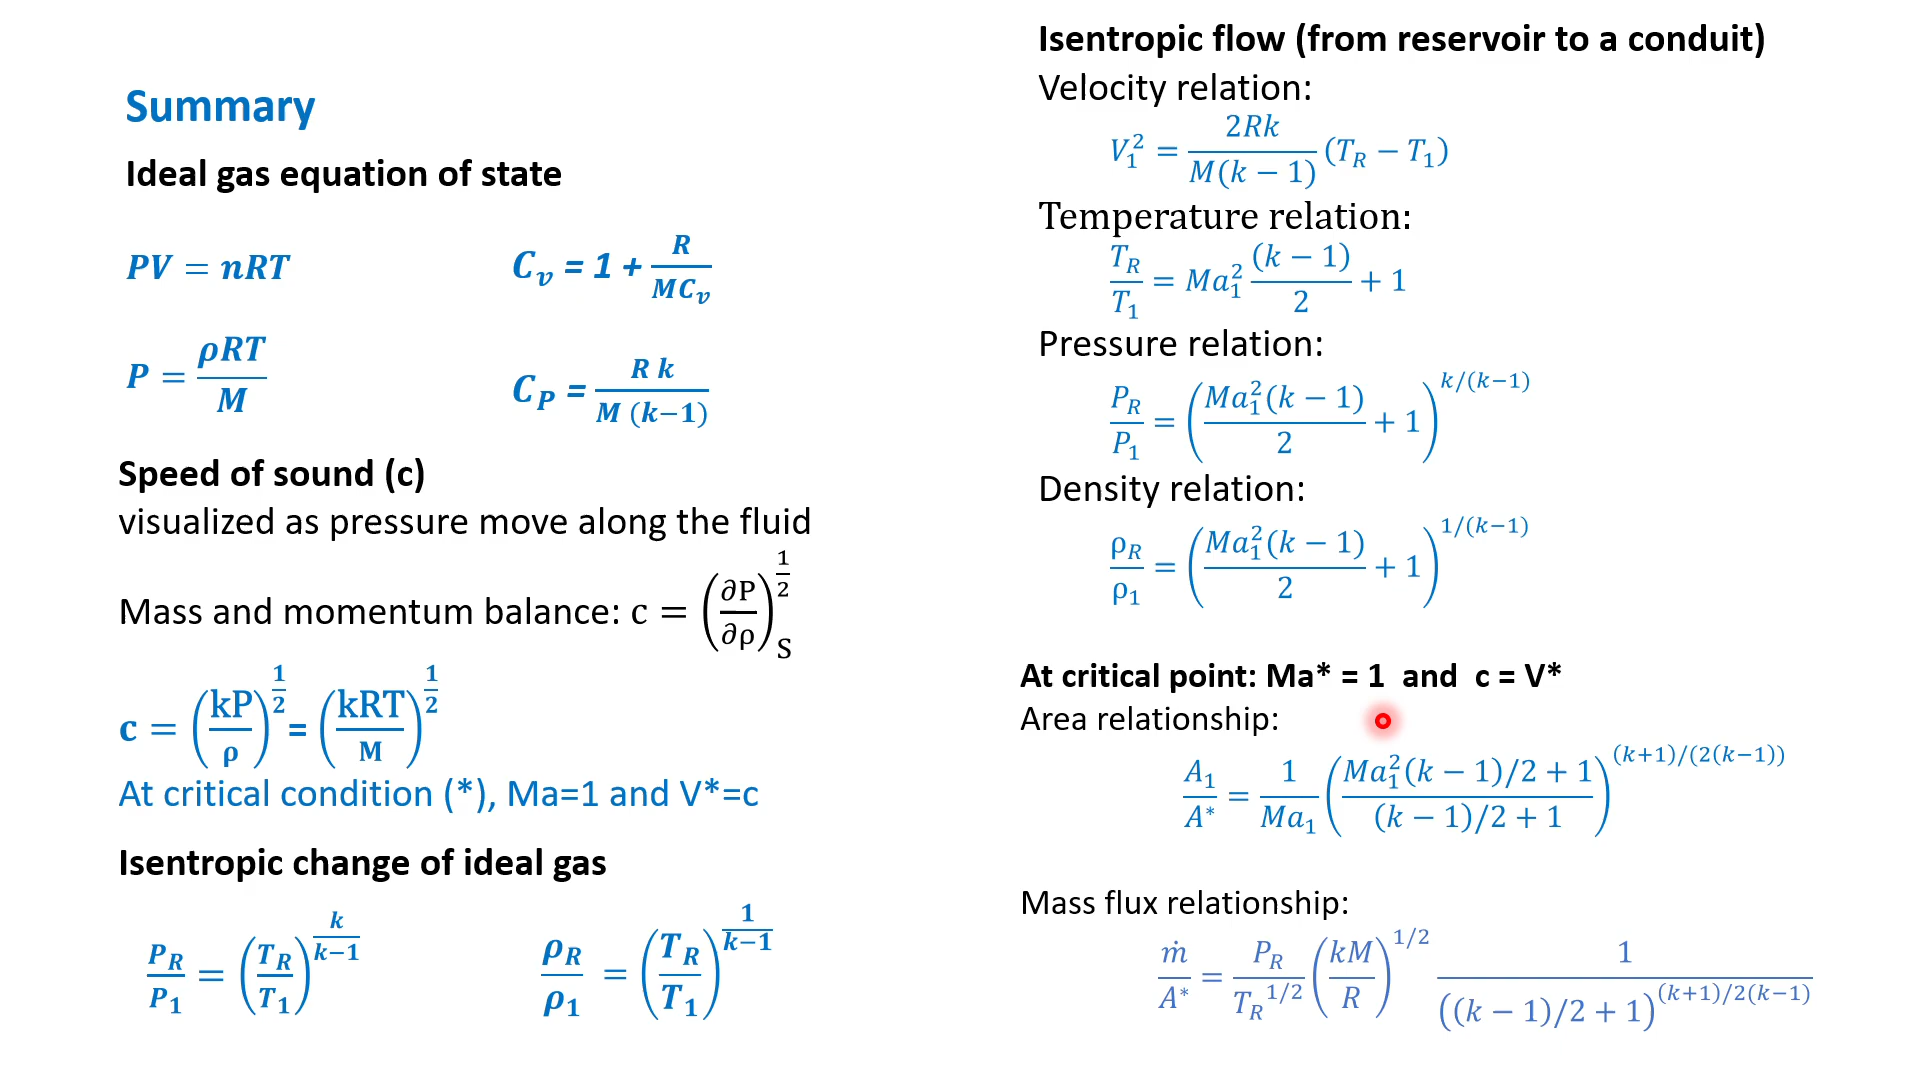 Summary
Ideal gas equation of state
PV = nRT
C_v = 1 + R/(MC_v)
P = ρRT/M
C_P = R k/(M (k−1))
Speed of sound (c)
visualized as pressure move along the fluid
Mass and momentum balance: c = (∂P/∂ρ)_S^(1/2)
c = (kP/ρ)^(1/2) = (kRT/M)^(1/2)
At critical condition (*), Ma=1 and V*=c
Isentropic change of ideal gas
P_R/P_1 = (T_R/T_1)^(k/(k−1))
ρ_R/ρ_1 = (T_R/T_1)^(1/(k−1))
Isentropic flow (from reservoir to a conduit)
Velocity relation:
V_1^2 = 2Rk/(M(k − 1)) (T_R − T_1)
Temperature relation:
T_R/T_1 = Ma_1^2 (k − 1)/2 + 1
Pressure relation:
P_R/P_1 = (Ma_1^2(k − 1)/2 + 1)^(k/(k−1))
Density relation:
ρ_R/ρ_1 = (Ma_1^2(k − 1)/2 + 1)^(1/(k−1))
At critical point: Ma* = 1 and c = V*
Area relationship:
A_1/A* = 1/Ma_1 ((Ma_1^2(k − 1)/2 + 1)/((k − 1)/2 + 1))^((k+1)/(2(k−1)))
Mass flux relationship:
ṁ/A* = P_R/T_R^(1/2) (kM/R)^(1/2) 1/((k − 1)/2 + 1)^((k+1)/2(k−1))